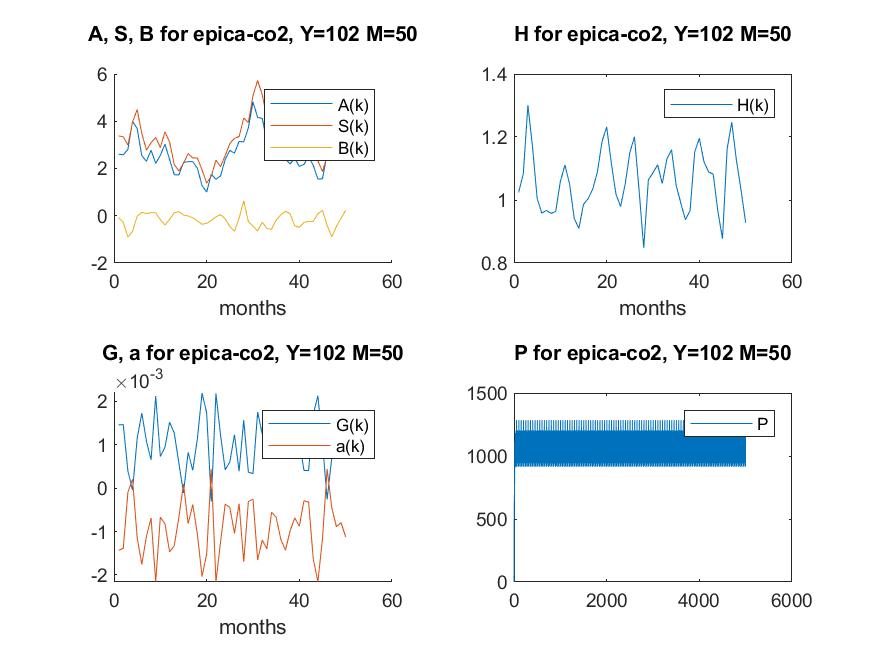 A, S, B for epica-co2, Y=102 M=50
6
4
2
0
-2
0
20
40
60
months
A(k)
S(k)
B(k)
H for epica-co2, Y=102 M=50
1.4
1.2
1
0.8
0
20
40
60
months
H(k)
G, a for epica-co2, Y=102 M=50
×10-3
2
1
0
-1
-2
0
20
40
60
months
G(k)
a(k)
P for epica-co2, Y=102 M=50
1500
1000
500
0
0
2000
4000
6000
P